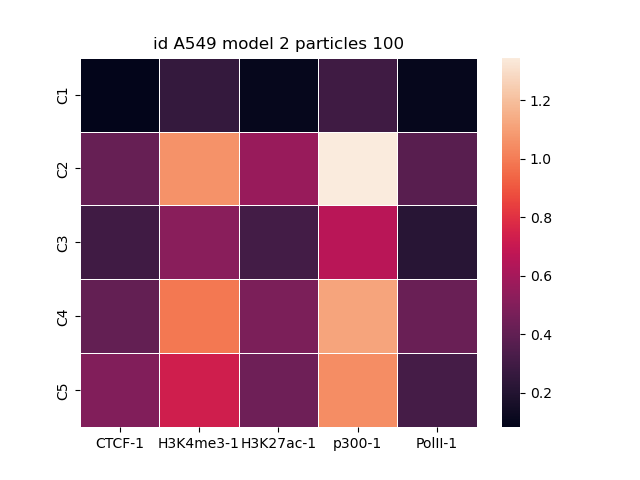 id A549 model 2 particles 100
C1
C2
C3
C4
C5
CTCF-1 H3K4me3-1 H3K27ac-1 p300-1 PolII-1
1.2
1.0
0.8
0.6
0.4
0.2